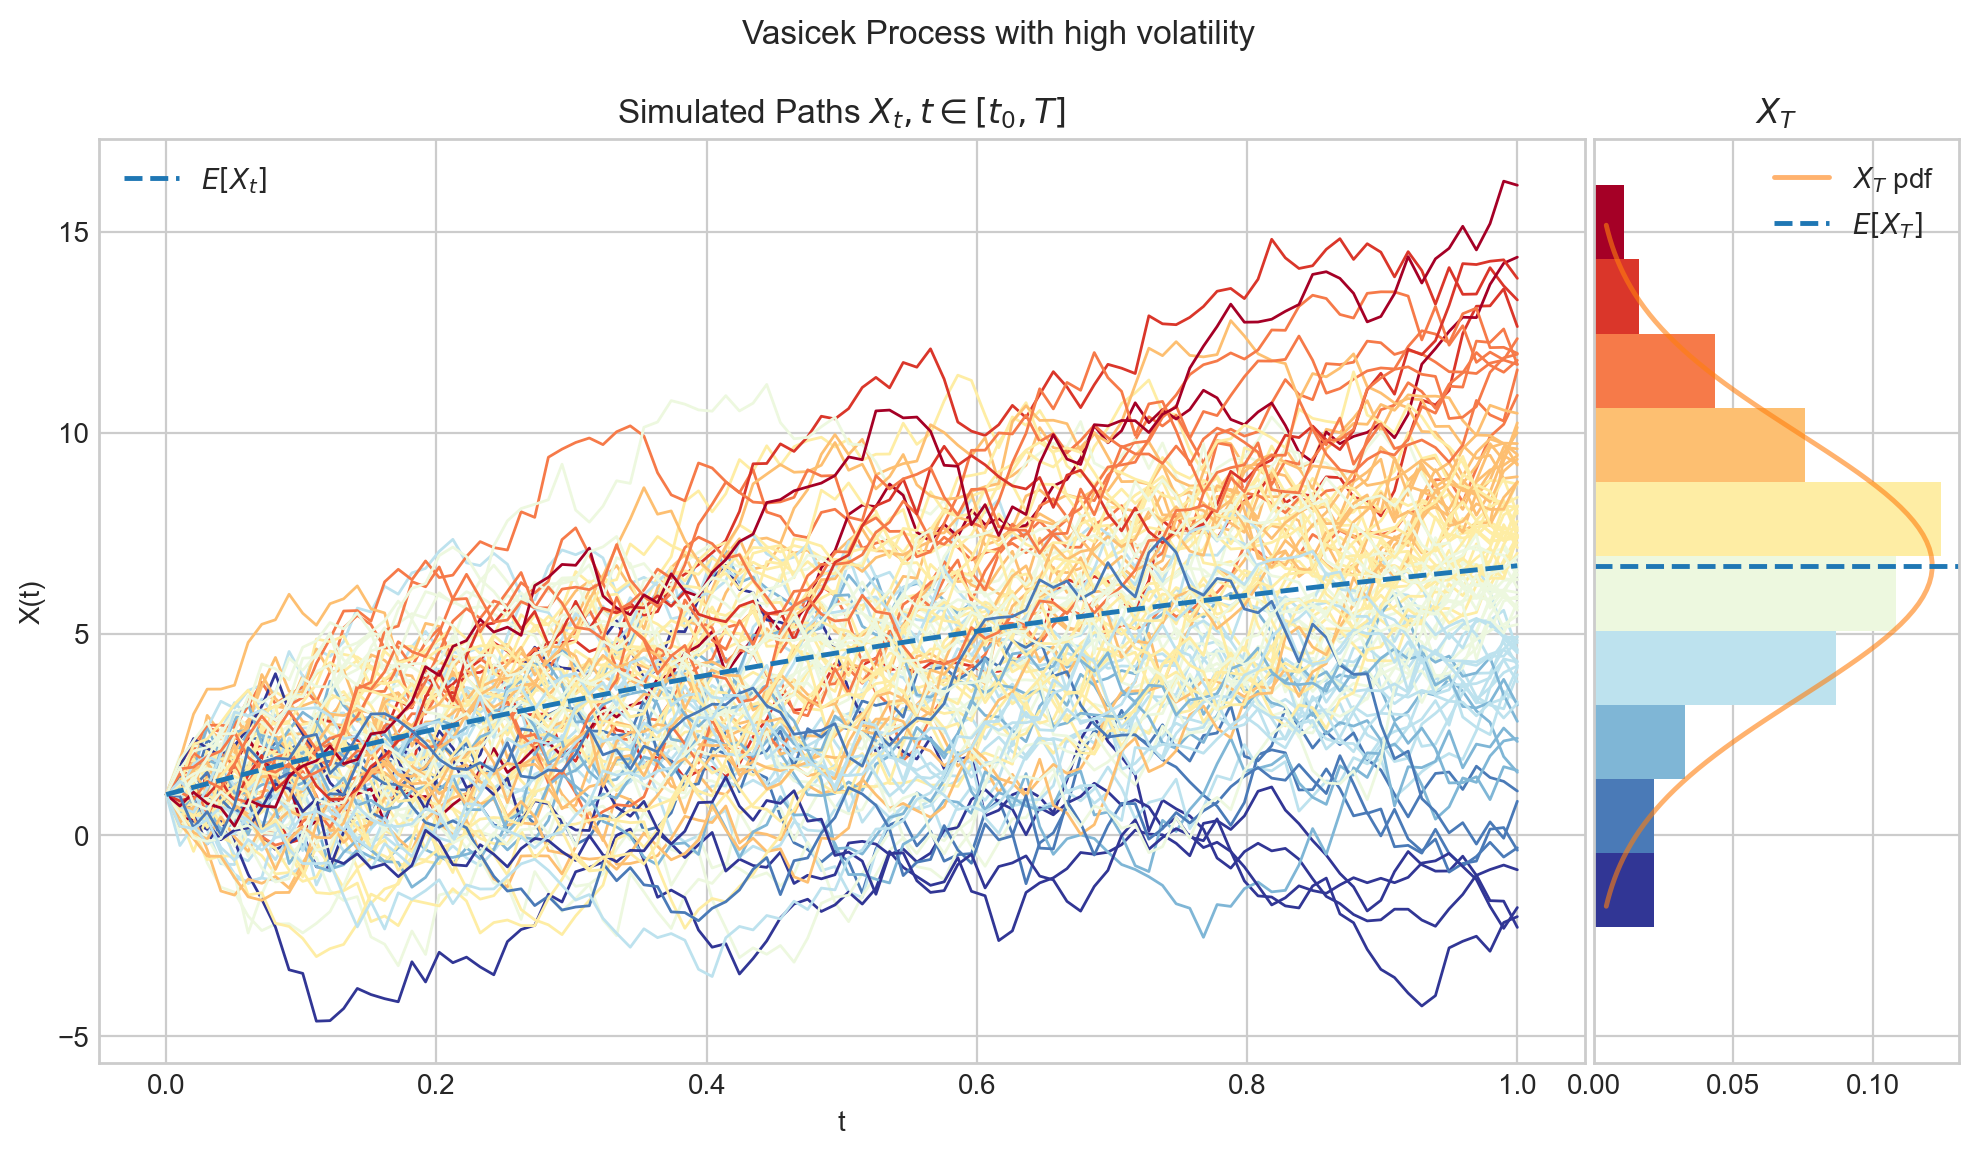 Vasicek Process with high volatility
Simulated Paths $X_t, t \in [t_0, T]$
$X_T$
$E[X_t]$
$X_T$ pdf
$E[X_T]$
X(t)
15
10
5
0
−5
0.0 0.2 0.4 0.6 0.8 1.0
0.00 0.05 0.10
t